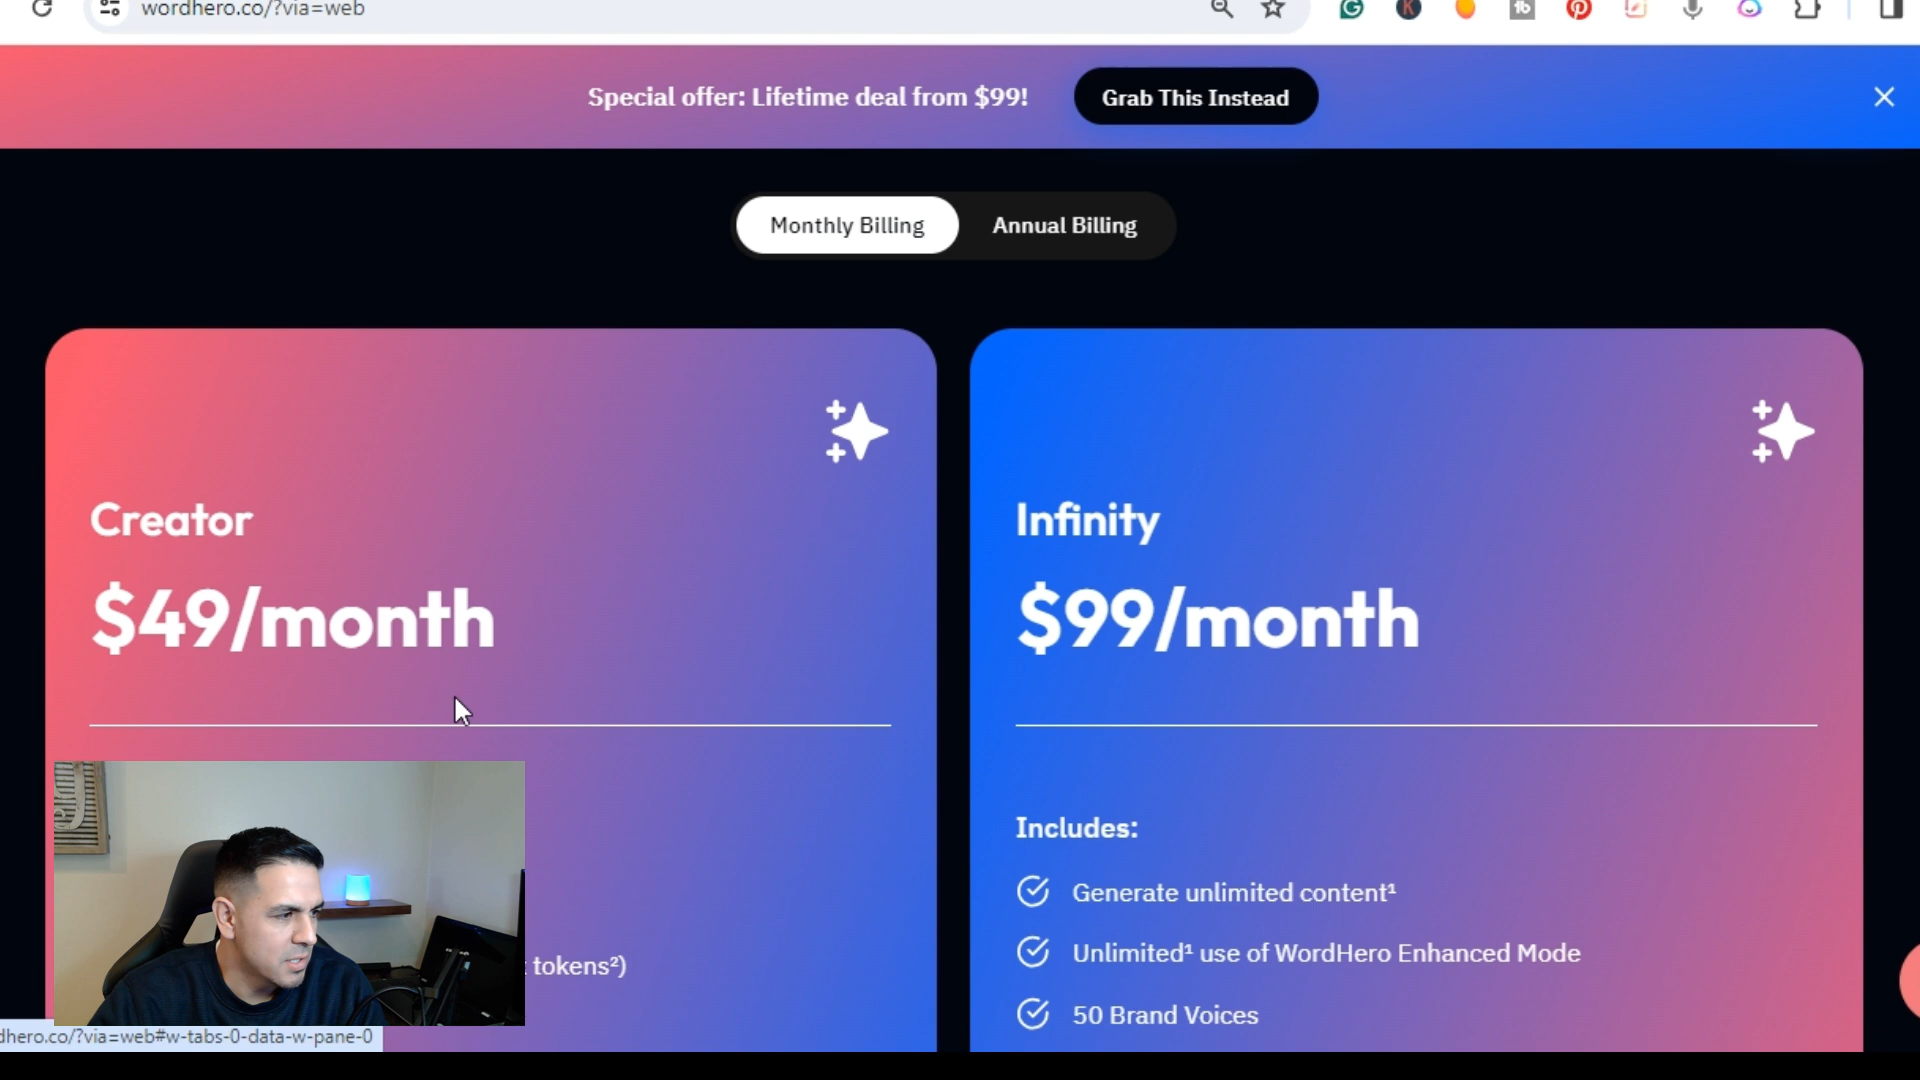 wordhero.co/?via=web
Special offer: Lifetime deal from $99!
Grab This Instead
Monthly Billing
Annual Billing
Creator
$49/month
tokens²)
Infinity
$99/month
Includes:
Generate unlimited content¹
Unlimited¹ use of WordHero Enhanced Mode
50 Brand Voices
dhero.co/?via=web#w-tabs-0-data-w-pane-0